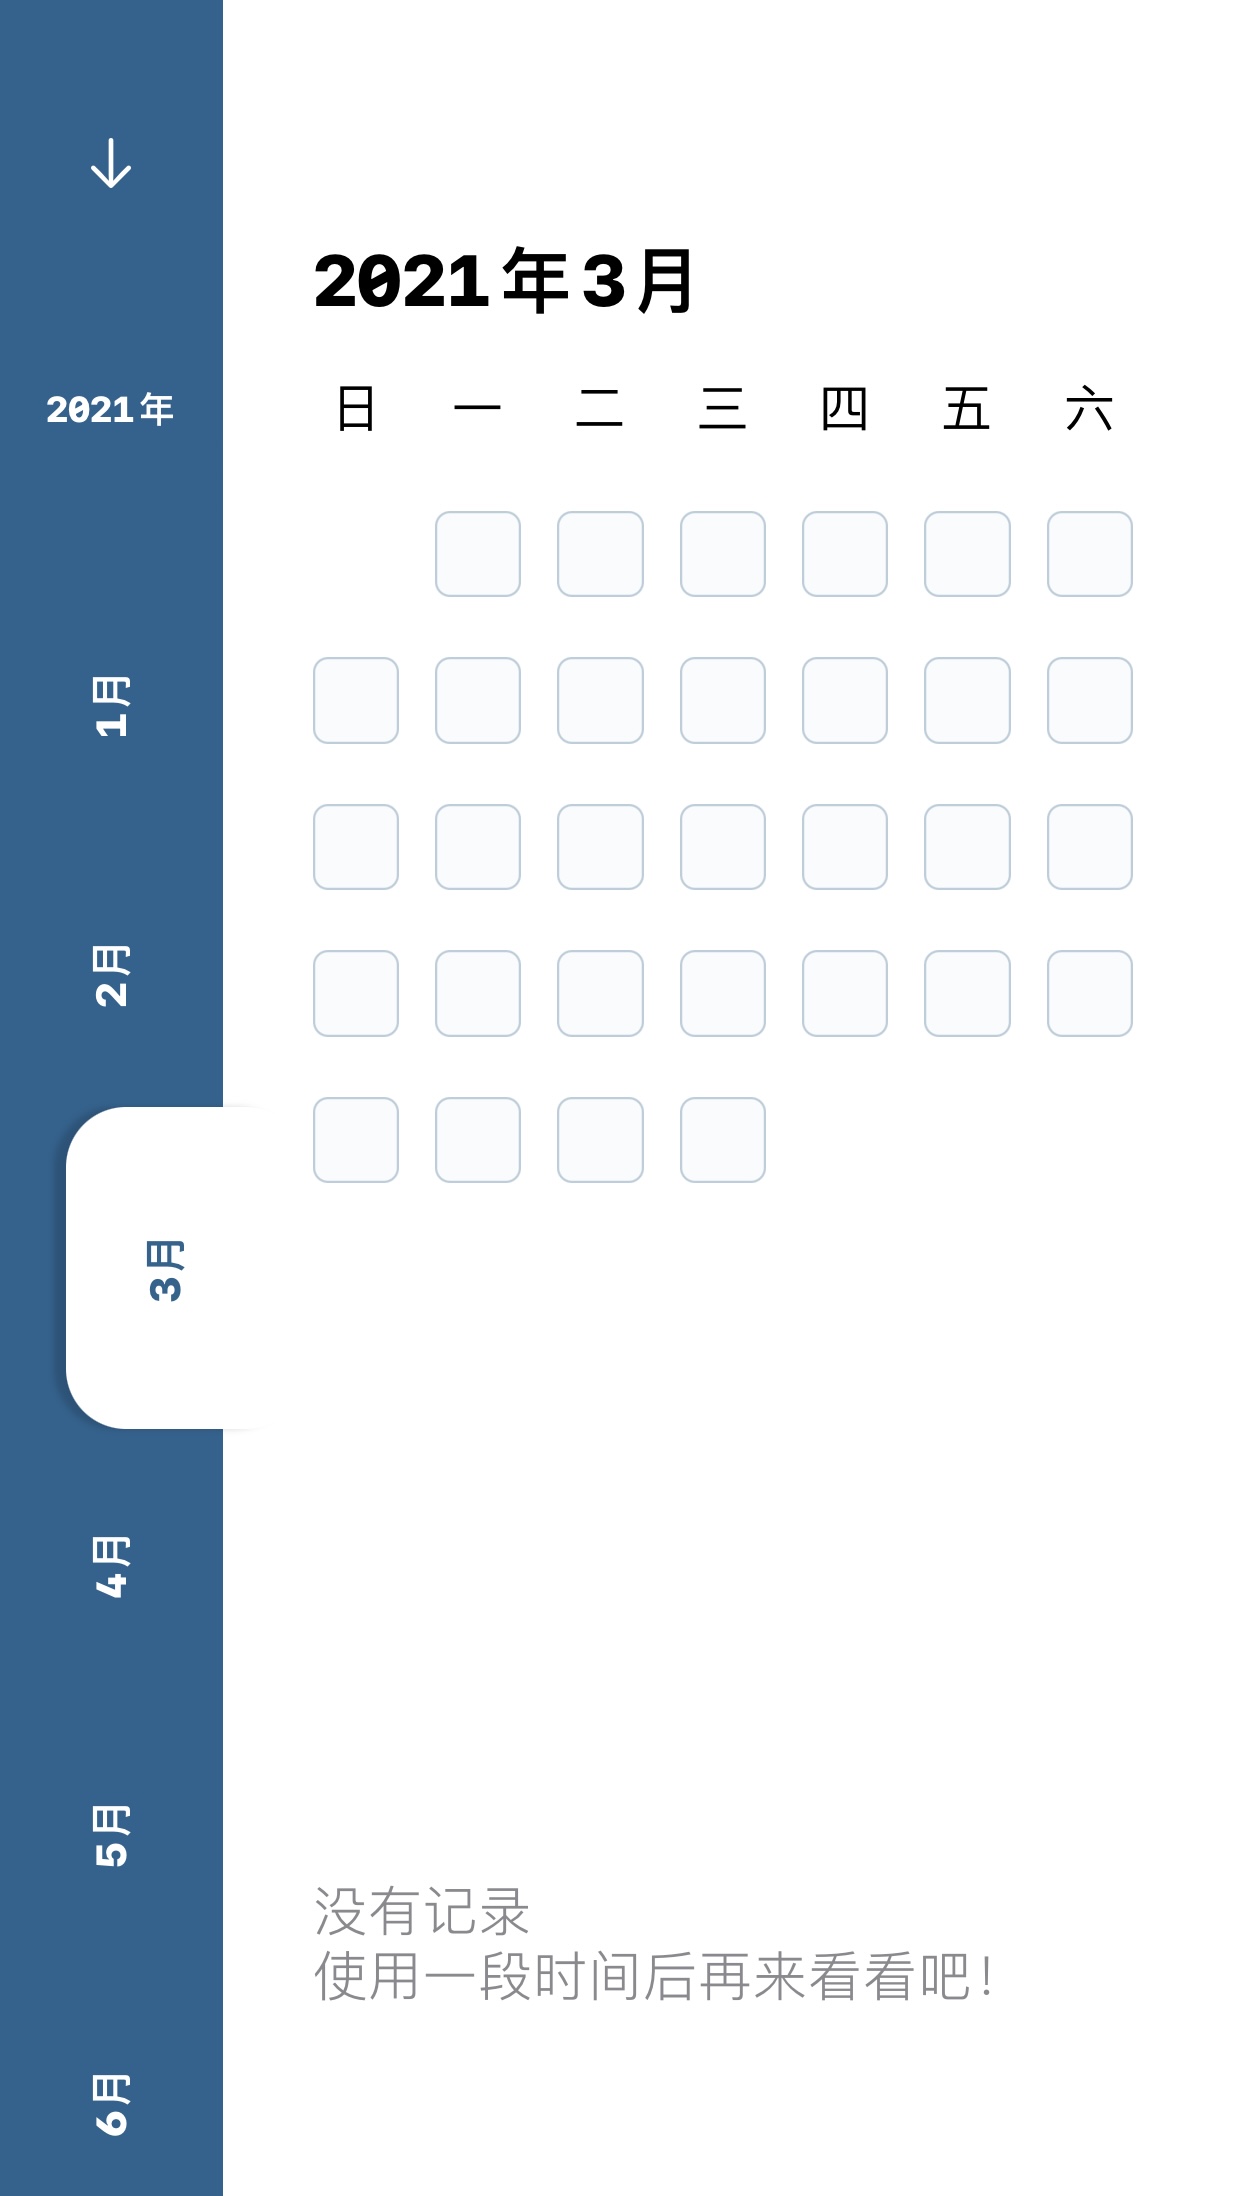 2021年3月
日 一 二 三 四 五 六
2021年
1月
2月
3月
4月
5月
6月
没有记录
使用一段时间后再来看看吧！